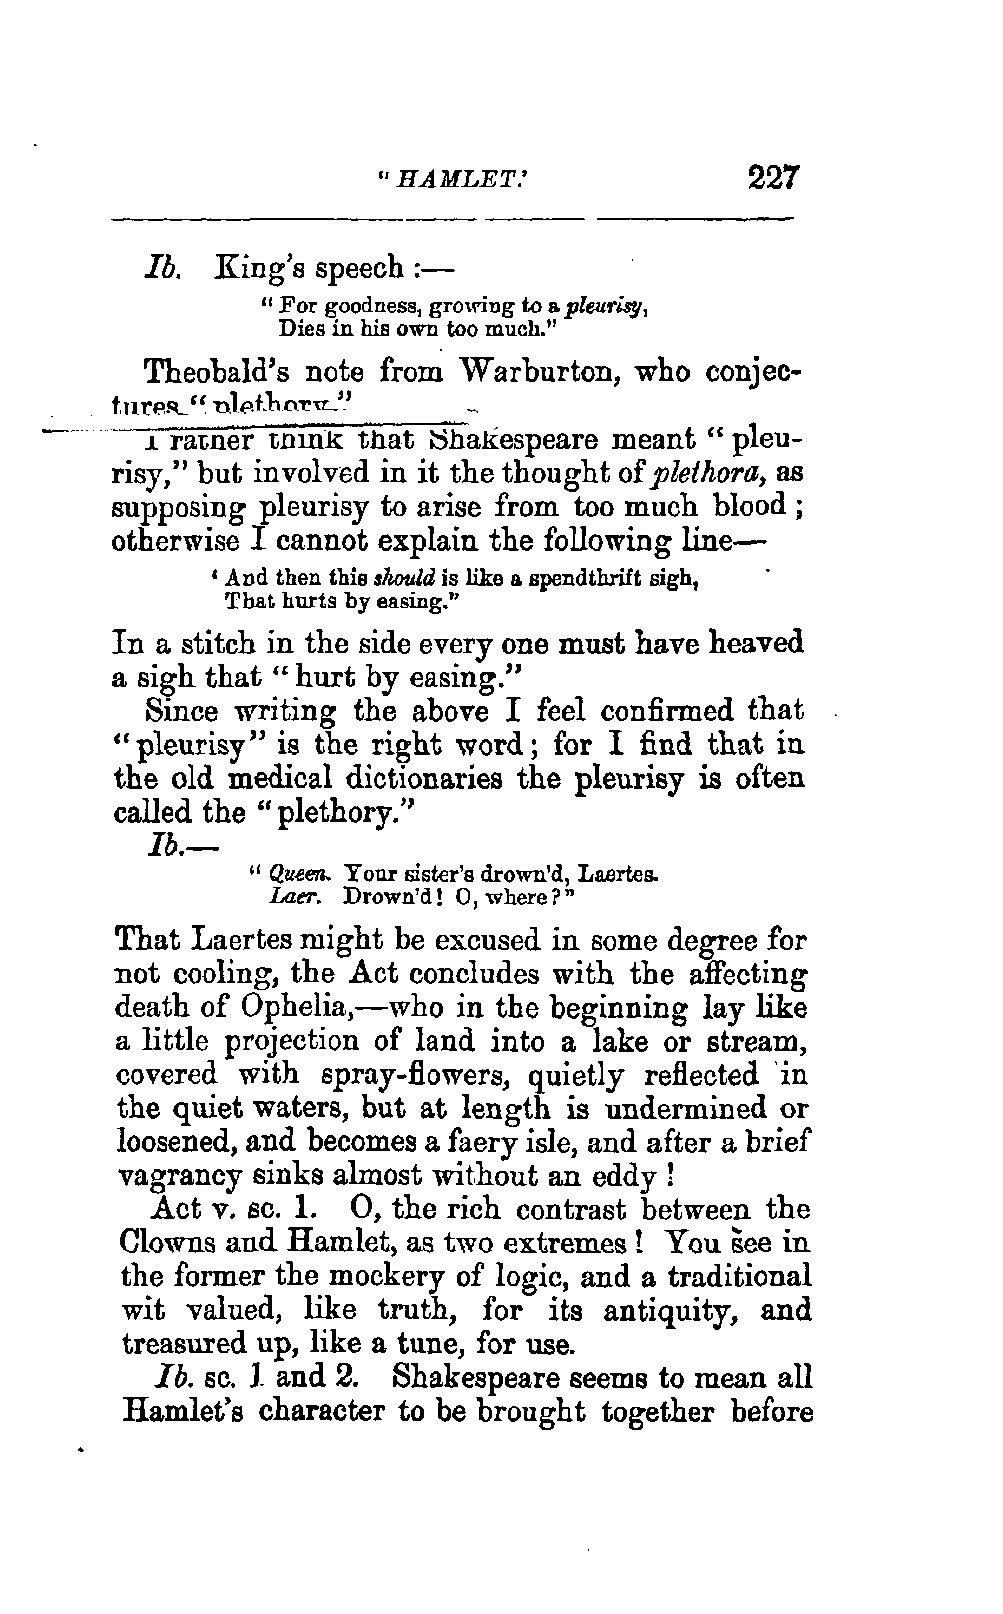 "HAMLET.' 227
Ib. King's speech :—
"For goodness, growing to a pleurisy,
Dies in his own too much."
Theobald's note from Warburton, who conjec-
tures "plethory."
I rather think that Shakespeare meant "pleu-
risy," but involved in it the thought of plethora, as
supposing pleurisy to arise from too much blood ;
otherwise I cannot explain the following line—
' And then this should is like a spendthrift sigh,
That hurts by easing."
In a stitch in the side every one must have heaved
a sigh that "hurt by easing."
Since writing the above I feel confirmed that
"pleurisy" is the right word; for I find that in
the old medical dictionaries the pleurisy is often
called the "plethory."
Ib.—
"Queen. Your sister's drown'd, Laertes.
Laer. Drown'd! O, where?"
That Laertes might be excused in some degree for
not cooling, the Act concludes with the affecting
death of Ophelia,—who in the beginning lay like
a little projection of land into a lake or stream,
covered with spray-flowers, quietly reflected in
the quiet waters, but at length is undermined or
loosened, and becomes a faery isle, and after a brief
vagrancy sinks almost without an eddy !
Act v. sc. 1. O, the rich contrast between the
Clowns and Hamlet, as two extremes ! You see in
the former the mockery of logic, and a traditional
wit valued, like truth, for its antiquity, and
treasured up, like a tune, for use.
Ib. sc. 1 and 2. Shakespeare seems to mean all
Hamlet's character to be brought together before